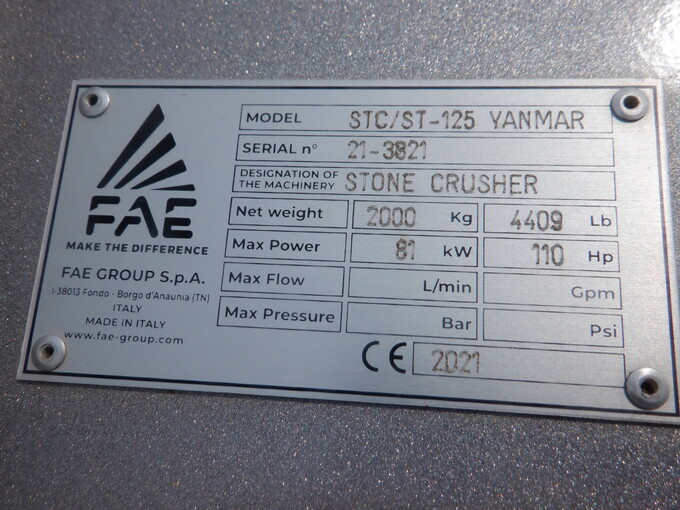 MODEL STC/ST-125 YANMAR
SERIAL n° 21-3821
DESIGNATION OF THE MACHINERY STONE CRUSHER
Net weight 2000 Kg 4409 Lb
Max Power 81 kW 110 Hp
Max Flow L/min Gpm
Max Pressure Bar Psi
CE 2021
FAE
MAKE THE DIFFERENCE
FAE GROUP S.p.A.
I-38013 Fondo - Borgo d'Anaunia (TN)
ITALY
MADE IN ITALY
www.fae-group.com